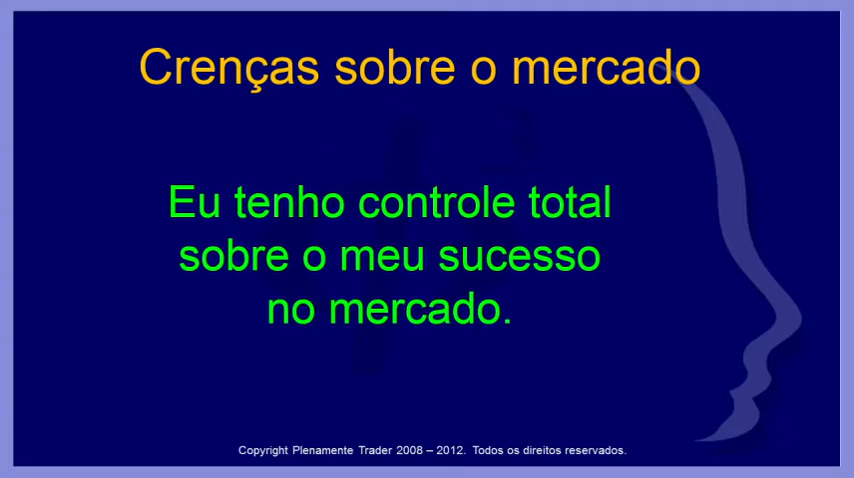 Crenças sobre o mercado
Eu tenho controle total
sobre o meu sucesso
no mercado.
Copyright Plenamente Trader 2008 – 2012. Todos os direitos reservados.